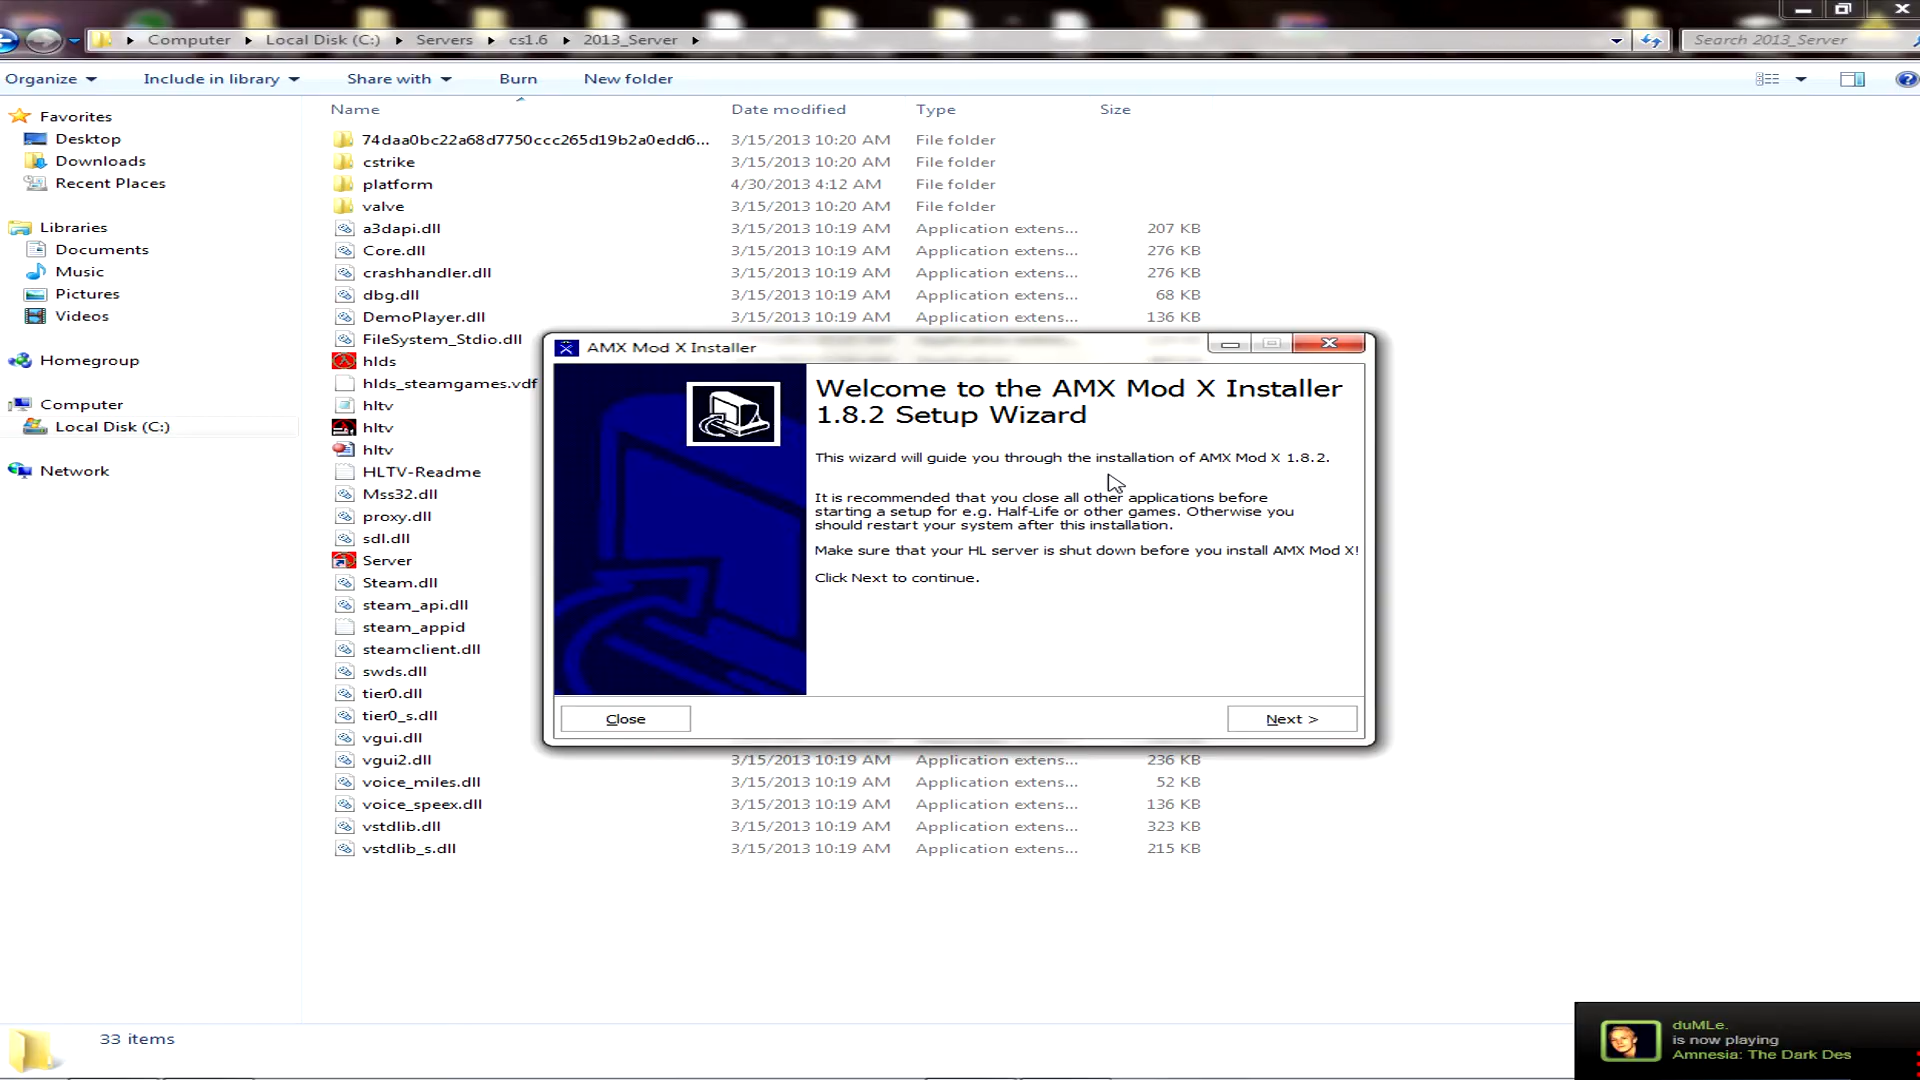 Computer Local Disk (C:) Servers cs1.6 2013_Server Search 2013_Server
Organize Include in library Share with Burn New folder
Name Date modified Type Size
Favorites
Desktop
Downloads
Recent Places
Libraries
Documents
Music
Pictures
Videos
Homegroup
Computer
Local Disk (C:)
Network
74daa0bc22a68d7750ccc265d19b2a0edd6... 3/15/2013 10:20 AM File folder
cstrike 3/15/2013 10:20 AM File folder
platform 4/30/2013 4:12 AM File folder
valve 3/15/2013 10:20 AM File folder
a3dapi.dll 3/15/2013 10:19 AM Application extens... 207 KB
Core.dll 3/15/2013 10:19 AM Application extens... 276 KB
crashhandler.dll 3/15/2013 10:19 AM Application extens... 276 KB
dbg.dll 3/15/2013 10:19 AM Application extens... 68 KB
DemoPlayer.dll 3/15/2013 10:19 AM Application extens... 136 KB
FileSystem_Stdio.dll
hlds
hlds_steamgames.vdf
hltv
hltv
hltv
HLTV-Readme
Mss32.dll
proxy.dll
sdl.dll
Server
Steam.dll
steam_api.dll
steam_appid
steamclient.dll
swds.dll
tier0.dll
tier0_s.dll
vgui.dll
vgui2.dll 3/15/2013 10:19 AM Application extens... 236 KB
voice_miles.dll 3/15/2013 10:19 AM Application extens... 52 KB
voice_speex.dll 3/15/2013 10:19 AM Application extens... 136 KB
vstdlib.dll 3/15/2013 10:19 AM Application extens... 323 KB
vstdlib_s.dll 3/15/2013 10:19 AM Application extens... 215 KB
AMX Mod X Installer
Welcome to the AMX Mod X Installer
1.8.2 Setup Wizard
This wizard will guide you through the installation of AMX Mod X 1.8.2.
It is recommended that you close all other applications before
starting a setup for e.g. Half-Life or other games. Otherwise you
should restart your system after this installation.
Make sure that your HL server is shut down before you install AMX Mod X!
Click Next to continue.
Close Next >
33 items
duMLe.
is now playing
Amnesia: The Dark Des